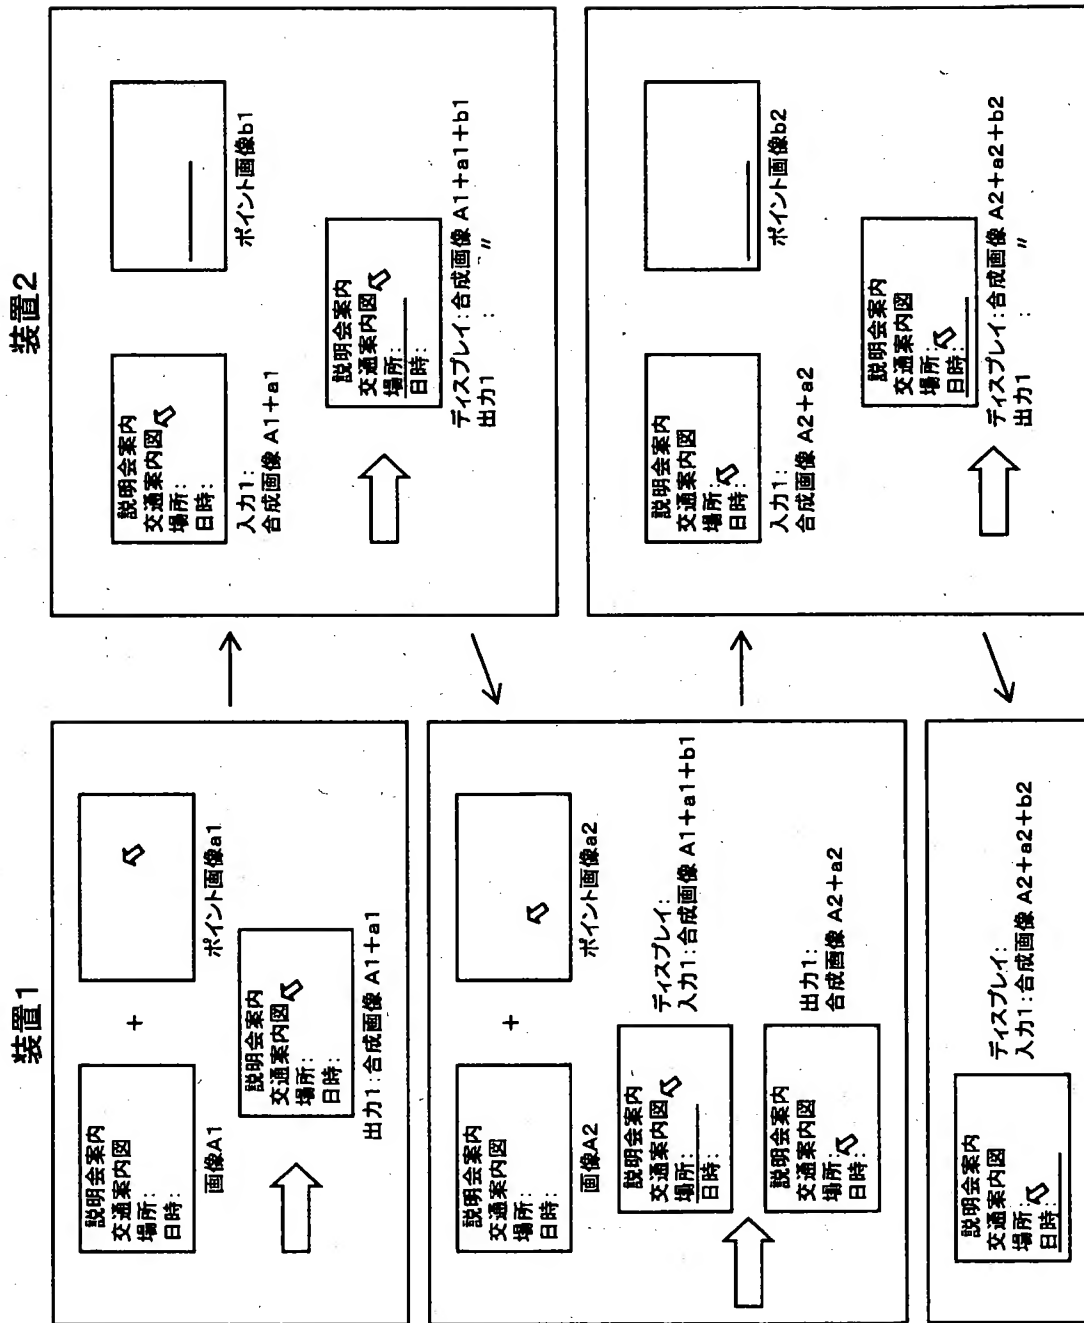 装置1
説明会案内
交通案内図
場所:
日時:
画像A1
+
ポイント画像a1
説明会案内
交通案内図
場所:
日時:
出力1:合成画像 A1+a1
説明会案内
交通案内図
場所:
日時:
画像A2
+
ポイント画像a2
説明会案内
交通案内図
場所:
日時:
ディスプレイ:
入力1:合成画像 A1+a1+b1
説明会案内
交通案内図
場所:
日時:
出力1:
合成画像 A2+a2
説明会案内
交通案内図
場所:
日時:
ディスプレイ:
入力1:合成画像 A2+a2+b2
装置2
説明会案内
交通案内図
場所:
日時:
入力1:
合成画像 A1+a1
ポイント画像b1
説明会案内
交通案内図
場所:
日時:
ディスプレイ:合成画像 A1+a1+b1
出力1 : 〃
説明会案内
交通案内図
場所:
日時:
入力1:
合成画像 A2+a2
ポイント画像b2
説明会案内
交通案内図
場所:
日時:
ディスプレイ:合成画像 A2+a2+b2
出力1 : 〃